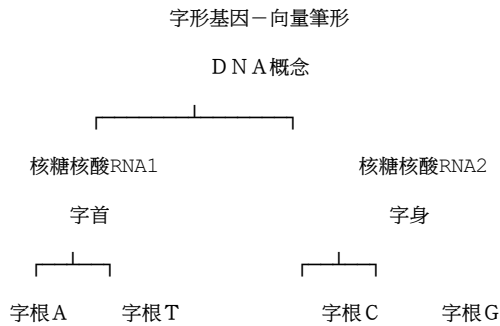 字形基因－向量筆形
ＤＮＡ概念
核糖核酸RNA1 核糖核酸RNA2
字首 字身
字根Ａ 字根Ｔ 字根Ｃ 字根Ｇ